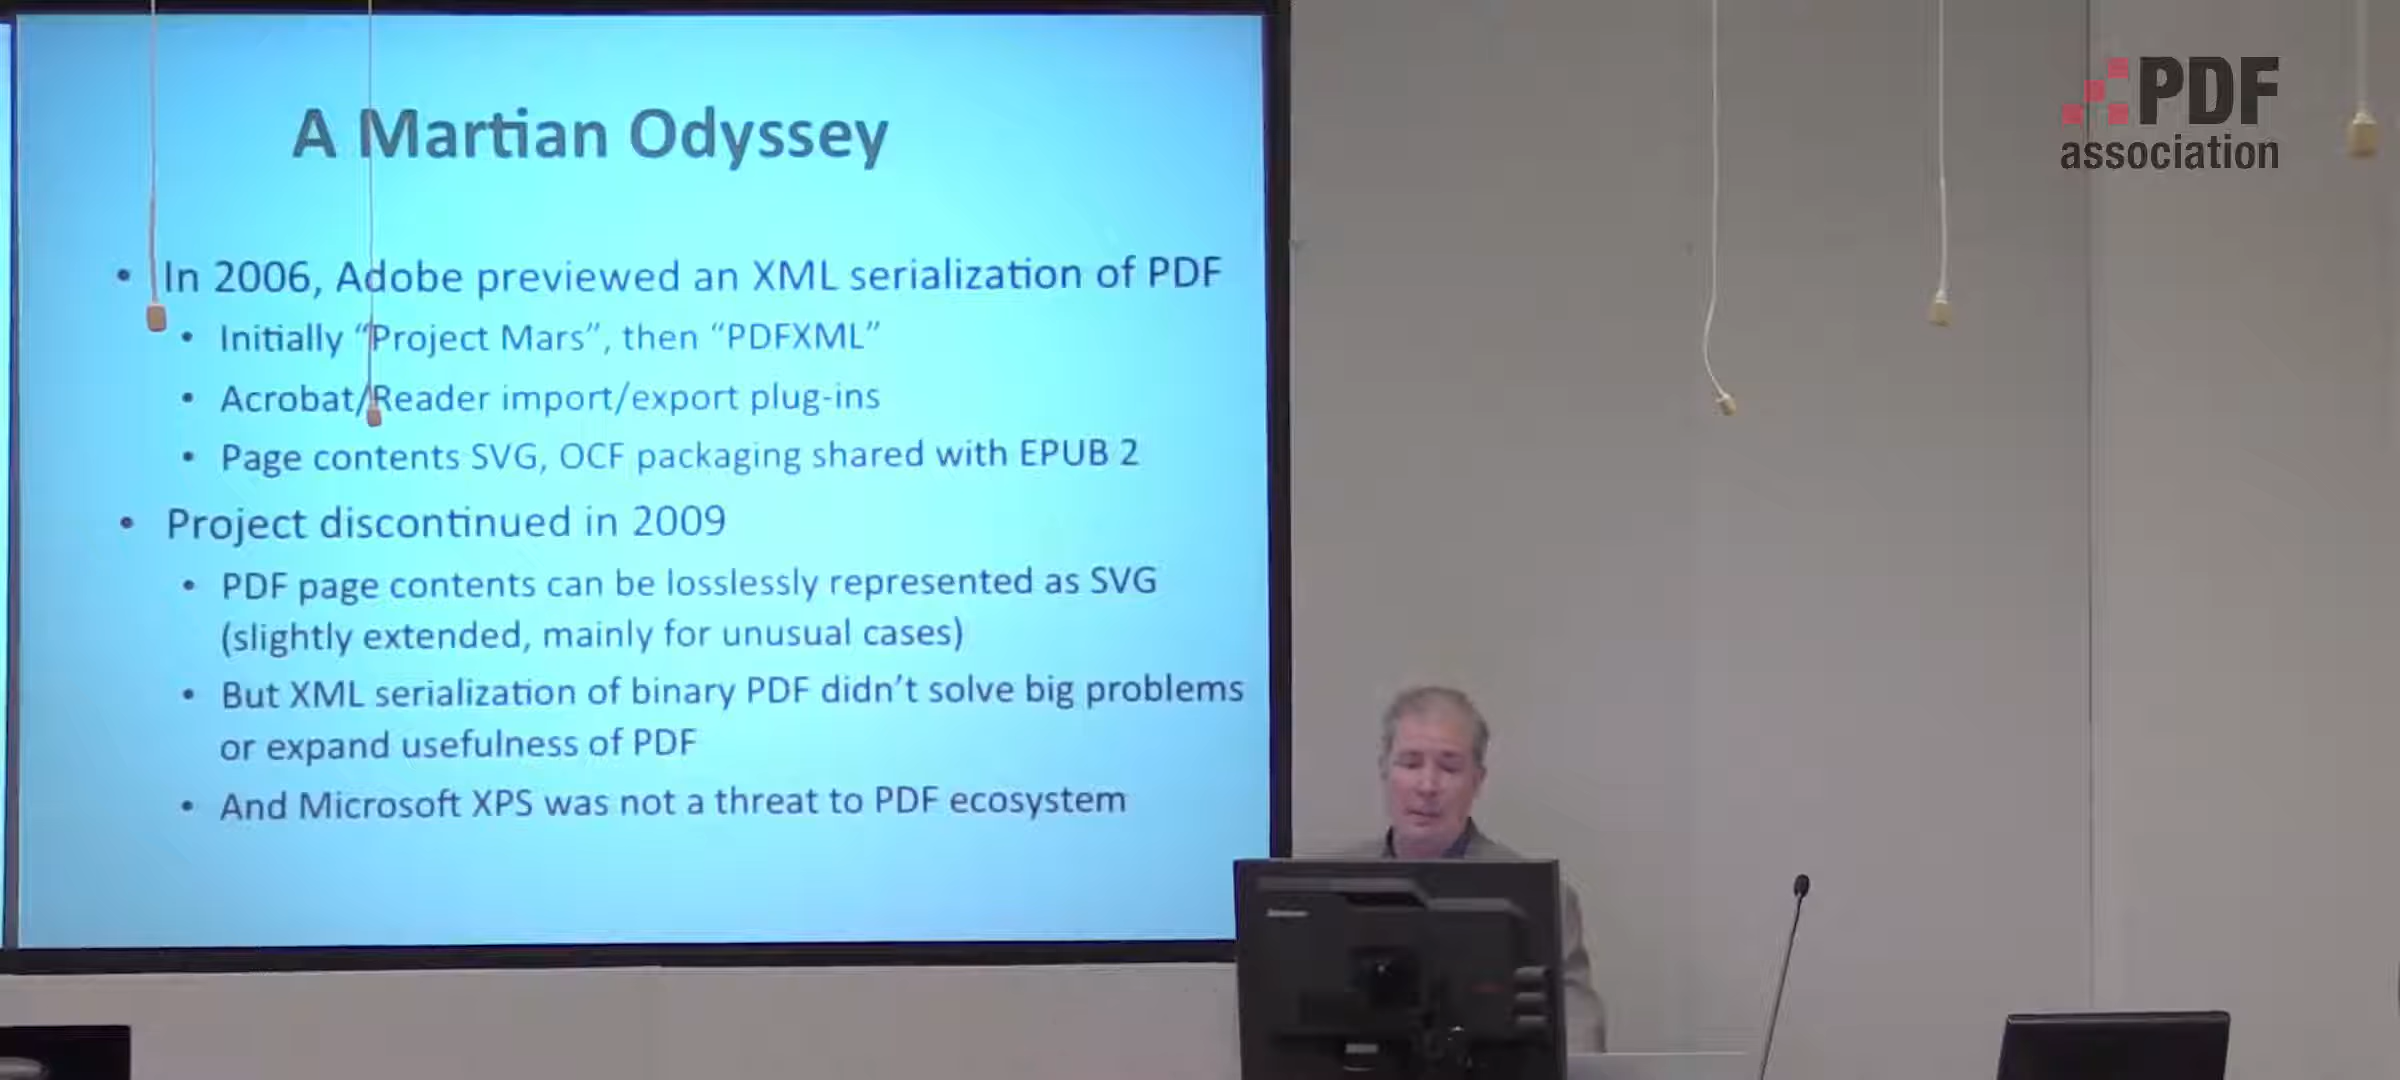 A Martian Odyssey
• In 2006, Adobe previewed an XML serialization of PDF
• Initially “Project Mars”, then “PDFXML”
• Acrobat/Reader import/export plug-ins
• Page contents SVG, OCF packaging shared with EPUB 2
• Project discontinued in 2009
• PDF page contents can be losslessly represented as SVG
(slightly extended, mainly for unusual cases)
• But XML serialization of binary PDF didn’t solve big problems
or expand usefulness of PDF
• And Microsoft XPS was not a threat to PDF ecosystem
PDF
association